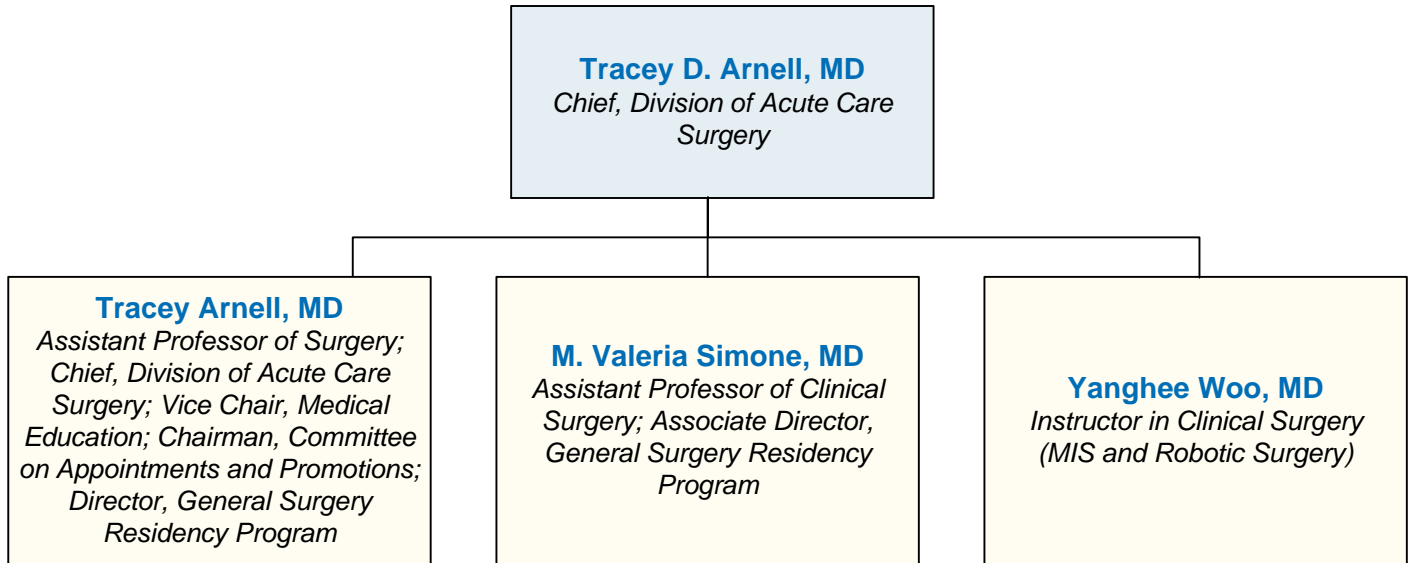 Tracey D. Arnell, MD
Chief, Division of Acute Care
Surgery
Tracey Arnell, MD
Assistant Professor of Surgery;
Chief, Division of Acute Care
Surgery; Vice Chair, Medical
Education; Chairman, Committee
on Appointments and Promotions;
Director, General Surgery
Residency Program
M. Valeria Simone, MD
Assistant Professor of Clinical
Surgery; Associate Director,
General Surgery Residency
Program
Yanghee Woo, MD
Instructor in Clinical Surgery
(MIS and Robotic Surgery)